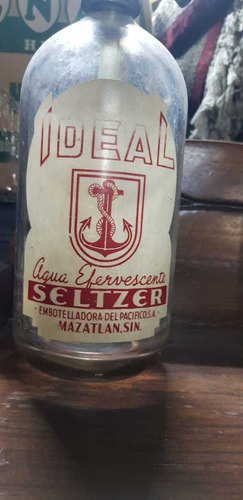 IDEAL
Agua Efervescente
SELTZER
EMBOTELLADORA DEL PACIFICO,S.A.
MAZATLAN,SIN.